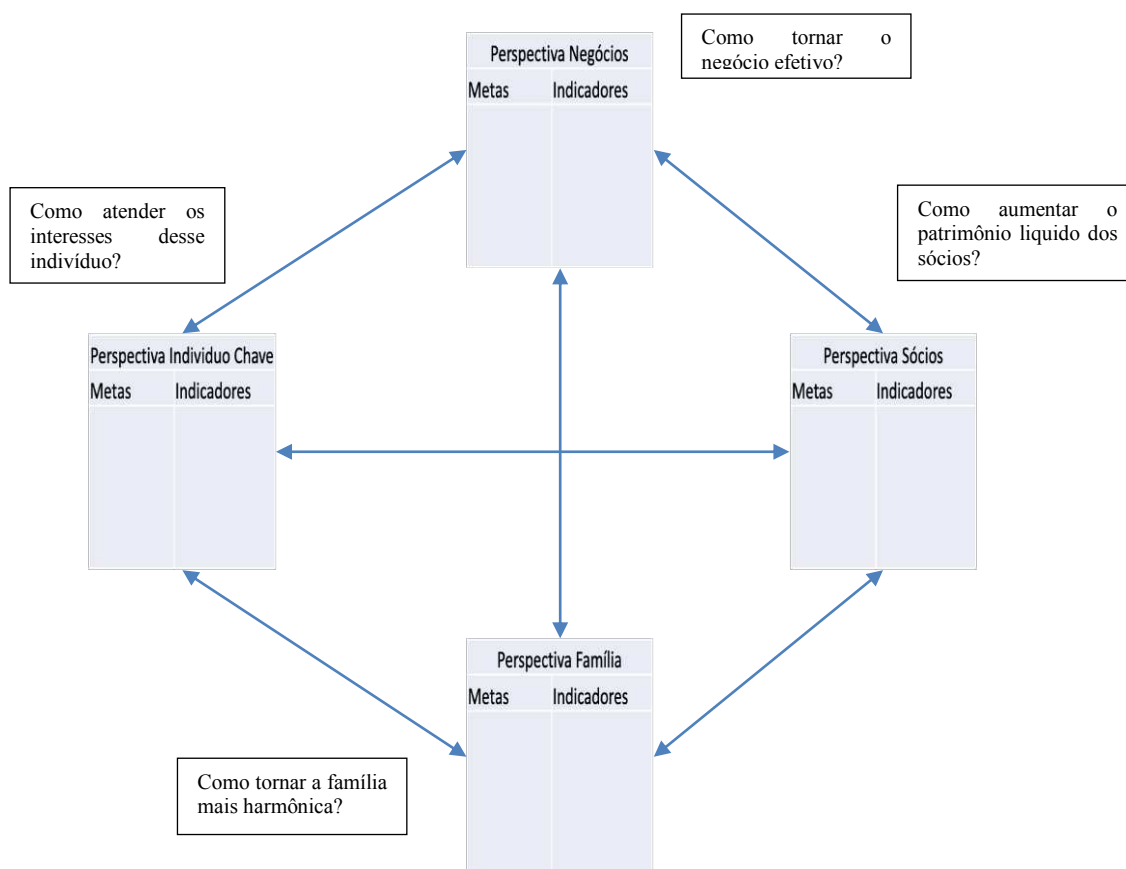 Perspectiva Negócios
Metas Indicadores
Como tornar o
negócio efetivo?
Como atender os
interesses desse
indivíduo?
Como aumentar o
patrimônio liquido dos
sócios?
Perspectiva Individuo Chave
Metas Indicadores
Perspectiva Sócios
Metas Indicadores
Perspectiva Família
Metas Indicadores
Como tornar a família
mais harmônica?